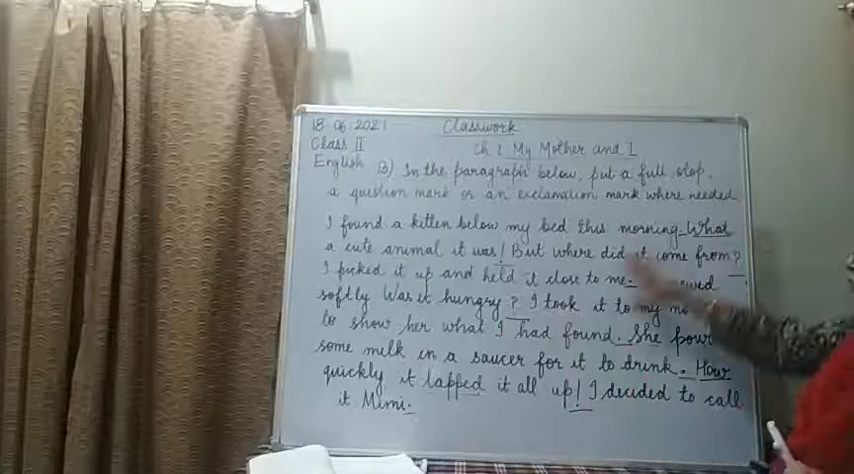 18.06.2021 Classwork
Class II Ch 2 My Mother and I
English B) In the paragraph below, put a full stop,
a question mark or an exclamation mark where needed.
I found a kitten below my bed this morning. What
a cute animal it was! But where did it come from?
I picked it up and held it close to me.
softly Was it hungry? I took it to my
to show her what I had found. She
some milk in a saucer for it to drink. How
quickly it lapped it all up! I decided to call
it Mimi.